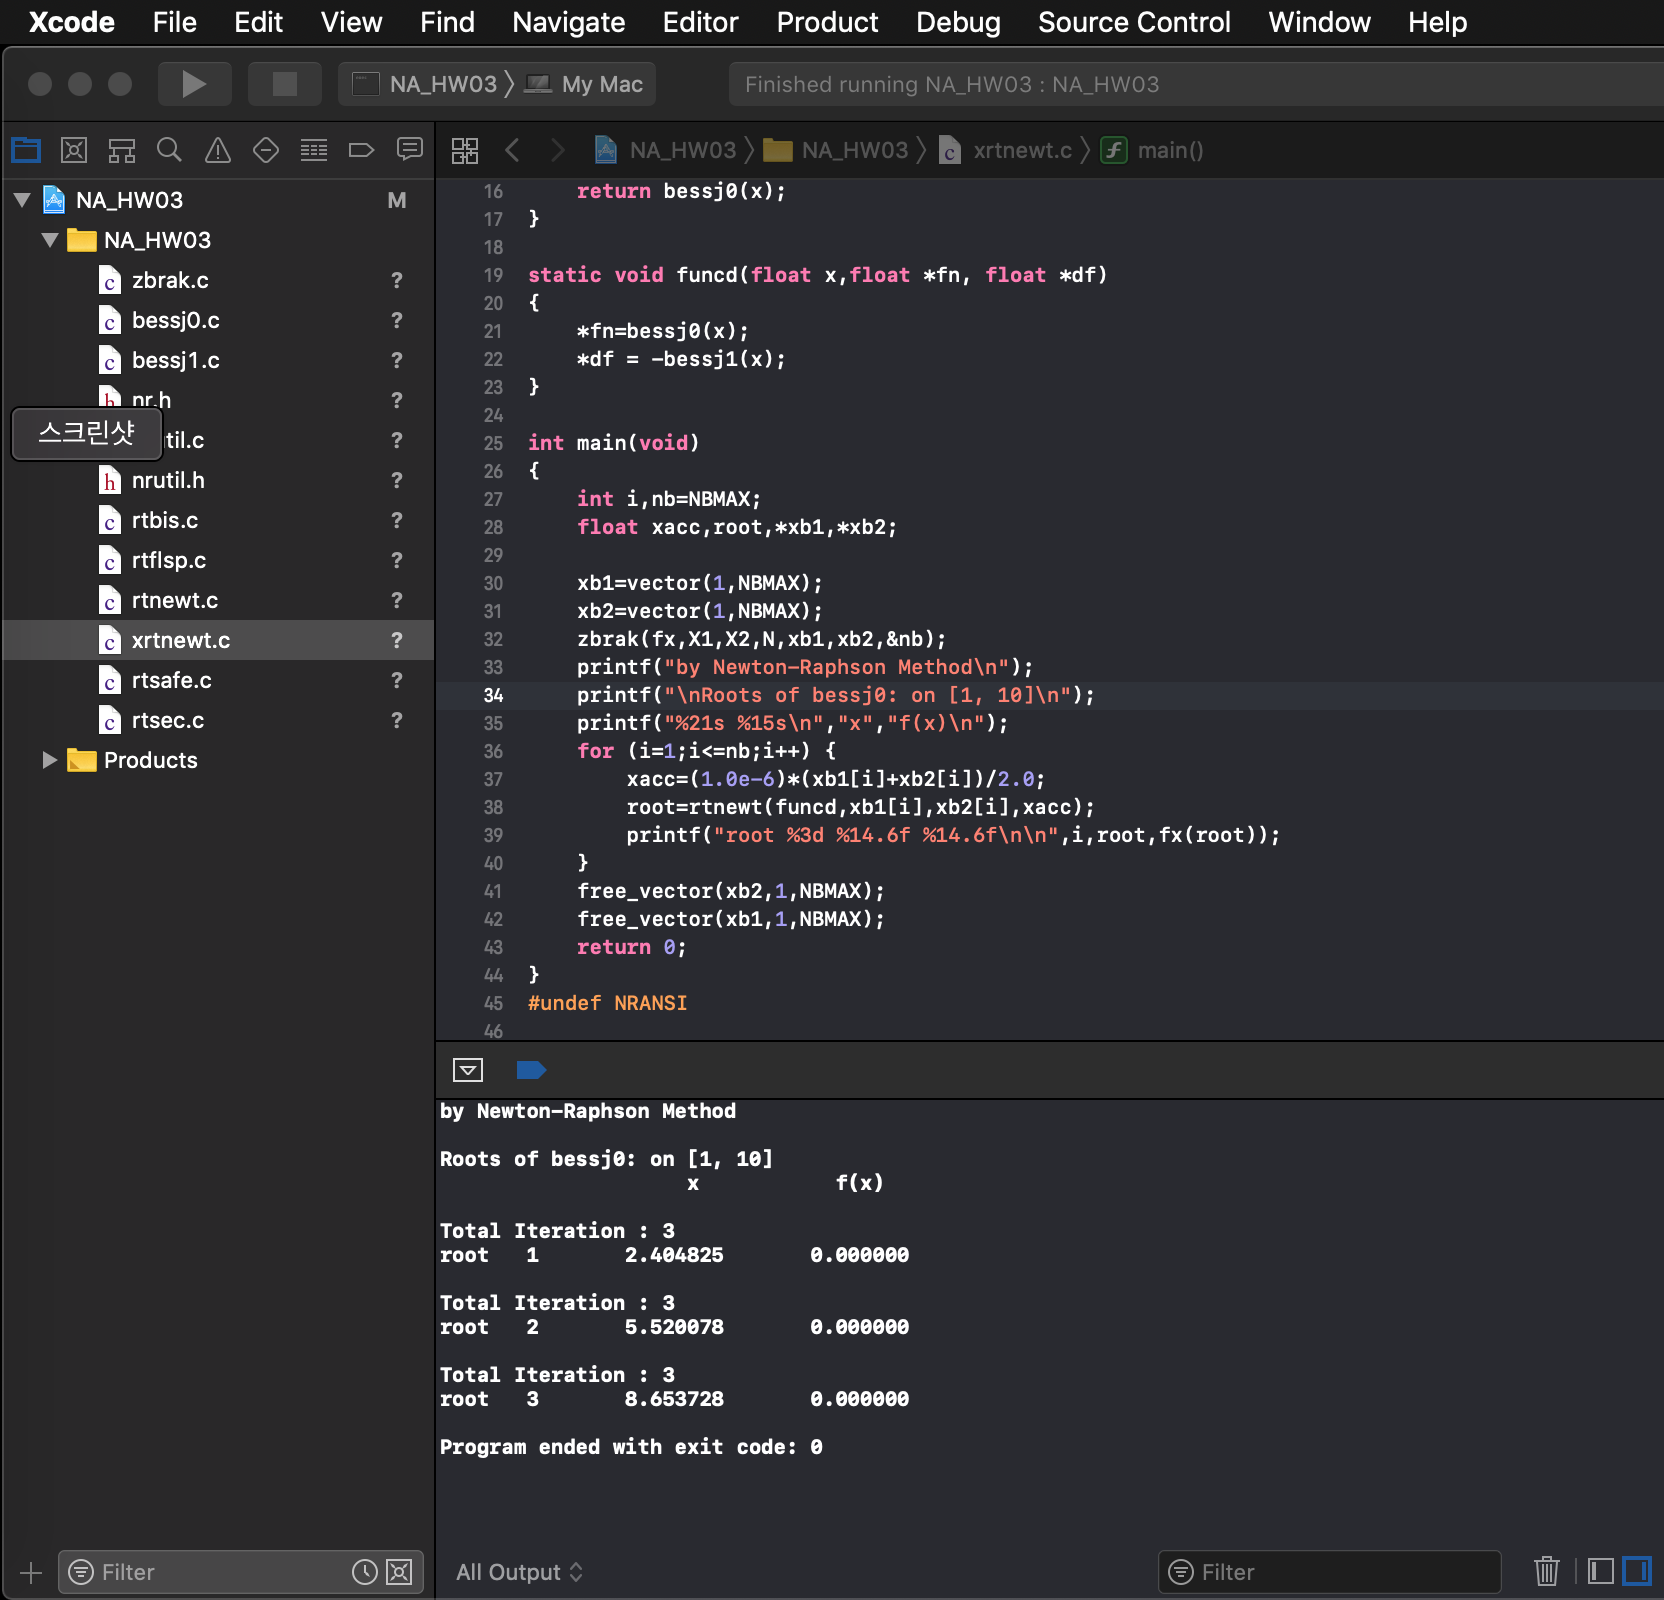 Xcode File Edit View Find Navigate Editor Product Debug Source Control Window Help
NA_HW03 My Mac
Finished running NA_HW03 : NA_HW03
NA_HW03 NA_HW03 xrtnewt.c main()
NA_HW03 M
NA_HW03
zbrak.c ?
bessj0.c ?
bessj1.c ?
nr.h ?
스크린샷
til.c ?
nrutil.h ?
rtbis.c ?
rtflsp.c ?
rtnewt.c ?
xrtnewt.c ?
rtsafe.c ?
rtsec.c ?
Products
Filter
16 return bessj0(x);
17 }
18
19 static void funcd(float x,float *fn, float *df)
20 {
21 *fn=bessj0(x);
22 *df = -bessj1(x);
23 }
24
25 int main(void)
26 {
27 int i,nb=NBMAX;
28 float xacc,root,*xb1,*xb2;
29
30 xb1=vector(1,NBMAX);
31 xb2=vector(1,NBMAX);
32 zbrak(fx,X1,X2,N,xb1,xb2,&nb);
33 printf("by Newton-Raphson Method\n");
34 printf("\nRoots of bessj0: on [1, 10]\n");
35 printf("%21s %15s\n","x","f(x)\n");
36 for (i=1;i<=nb;i++) {
37 xacc=(1.0e-6)*(xb1[i]+xb2[i])/2.0;
38 root=rtnewt(funcd,xb1[i],xb2[i],xacc);
39 printf("root %3d %14.6f %14.6f\n\n",i,root,fx(root));
40 }
41 free_vector(xb2,1,NBMAX);
42 free_vector(xb1,1,NBMAX);
43 return 0;
44 }
45 #undef NRANSI
46
by Newton-Raphson Method
Roots of bessj0: on [1, 10]
x f(x)
Total Iteration : 3
root 1 2.404825 0.000000
Total Iteration : 3
root 2 5.520078 0.000000
Total Iteration : 3
root 3 8.653728 0.000000
Program ended with exit code: 0
All Output
Filter